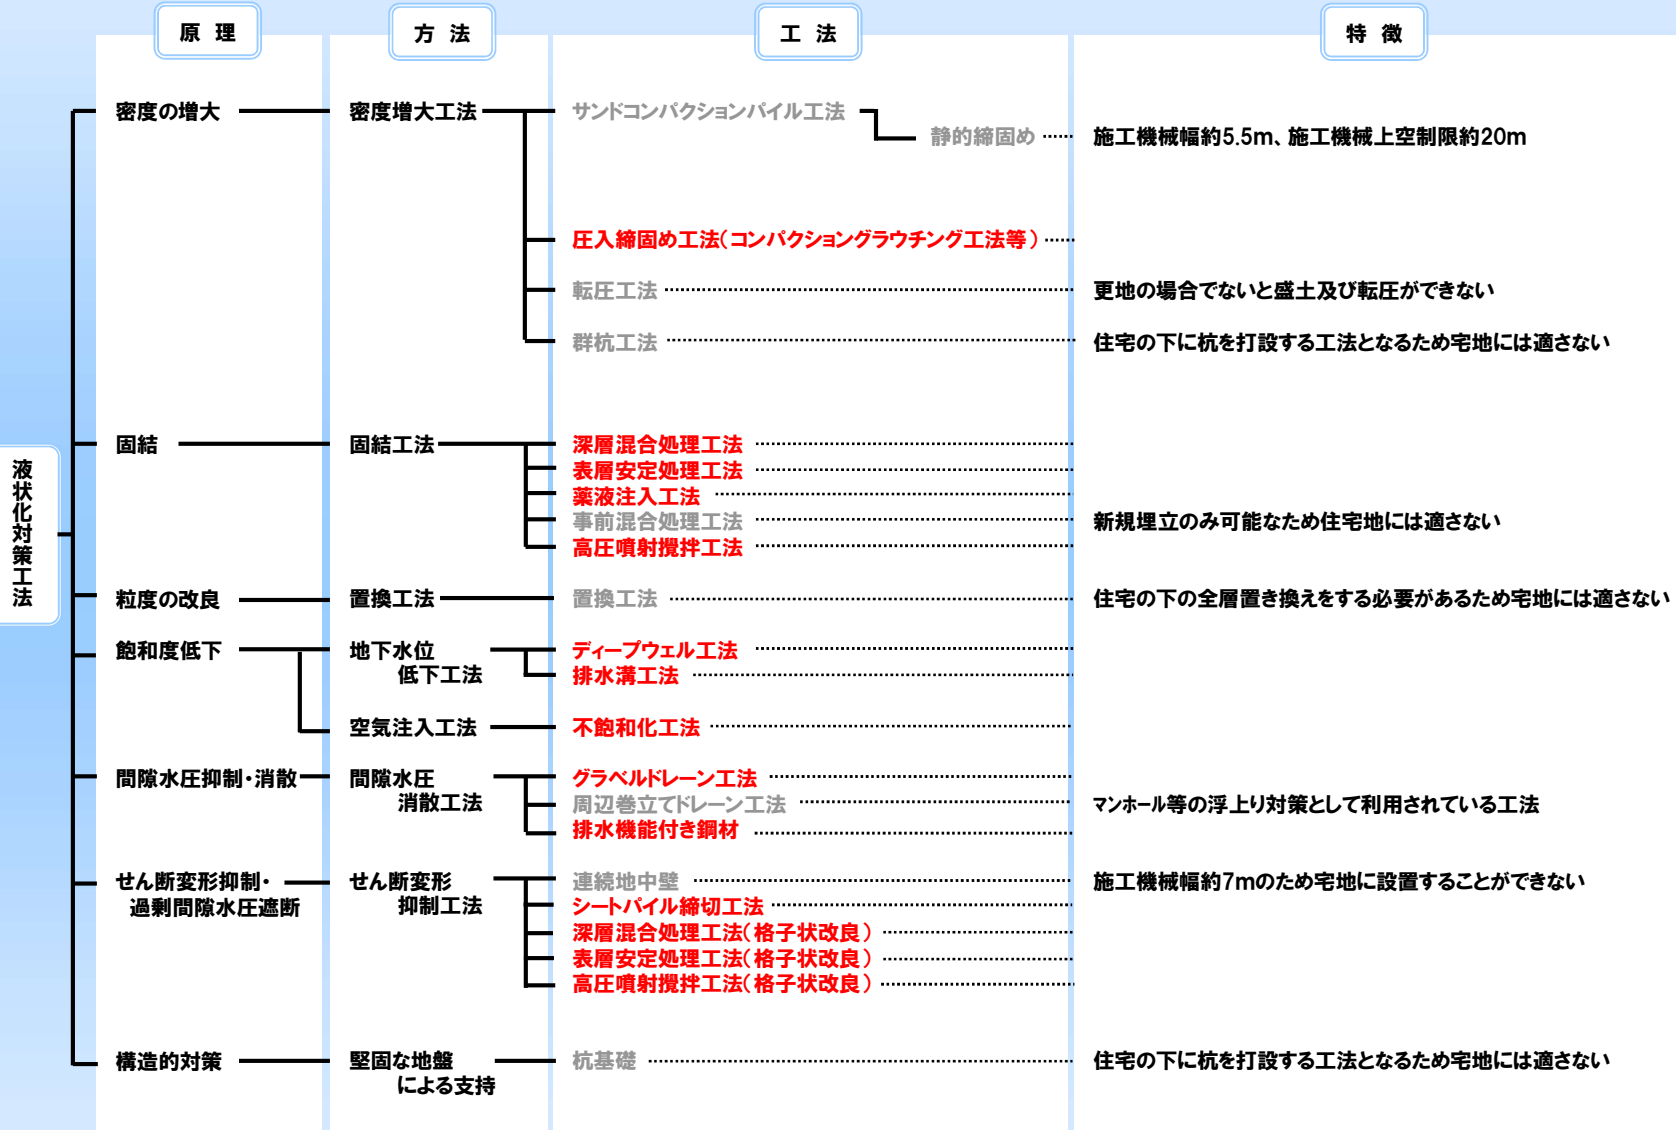 原 理
方 法
工 法
特 徴
液状化対策工法
密度の増大
密度増大工法
サンドコンパクションパイル工法
静的締固め
施工機械幅約5.5m、施工機械上空制限約20m
圧入締固め工法(コンパクショングラウチング工法等)
転圧工法
更地の場合でないと盛土及び転圧ができない
群杭工法
住宅の下に杭を打設する工法となるため宅地には適さない
固結
固結工法
深層混合処理工法
表層安定処理工法
薬液注入工法
事前混合処理工法
新規埋立のみ可能なため住宅地には適さない
高圧噴射攪拌工法
粒度の改良
置換工法
置換工法
住宅の下の全層置き換えをする必要があるため宅地には適さない
飽和度低下
地下水位
低下工法
ディープウェル工法
排水溝工法
空気注入工法
不飽和化工法
間隙水圧抑制・消散
間隙水圧
消散工法
グラベルドレーン工法
周辺巻立てドレーン工法
マンホール等の浮上り対策として利用されている工法
排水機能付き鋼材
せん断変形抑制・
過剰間隙水圧遮断
せん断変形
抑制工法
連続地中壁
施工機械幅約7mのため宅地に設置することができない
シートパイル締切工法
深層混合処理工法(格子状改良)
表層安定処理工法(格子状改良)
高圧噴射攪拌工法(格子状改良)
構造的対策
堅固な地盤
による支持
杭基礎
住宅の下に杭を打設する工法となるため宅地には適さない